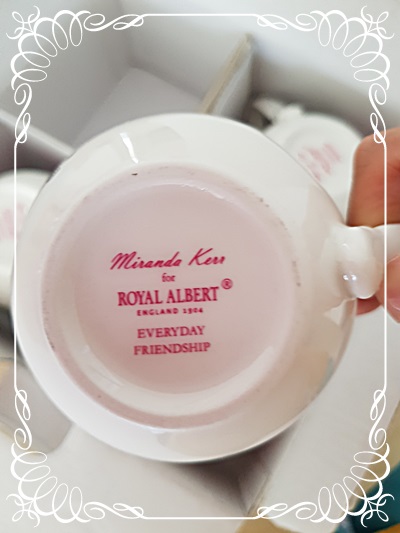 Miranda Kerr
for
ROYAL ALBERT®
ENGLAND 1904
EVERYDAY
FRIENDSHIP